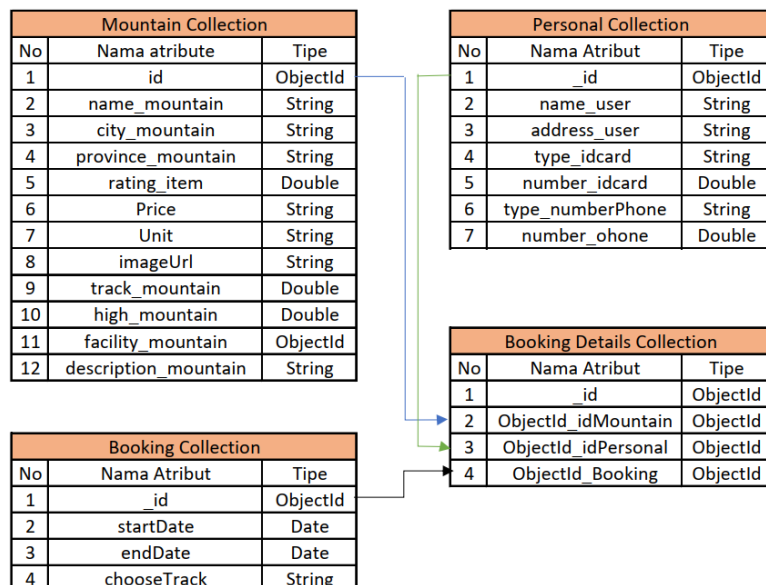 Mountain Collection
No Nama atribute Tipe
1 id ObjectId
2 name_mountain String
3 city_mountain String
4 province_mountain String
5 rating_item Double
6 Price String
7 Unit String
8 imageUrl String
9 track_mountain Double
10 high_mountain Double
11 facility_mountain ObjectId
12 description_mountain String
Personal Collection
No Nama Atribut Tipe
1 _id ObjectId
2 name_user String
3 address_user String
4 type_idcard String
5 number_idcard Double
6 type_numberPhone String
7 number_ohone Double
Booking Details Collection
No Nama Atribut Tipe
1 _id ObjectId
2 ObjectId_idMountain ObjectId
3 ObjectId_idPersonal ObjectId
4 ObjectId_Booking ObjectId
Booking Collection
No Nama Atribut Tipe
1 _id ObjectId
2 startDate Date
3 endDate Date
4 chooseTrack String